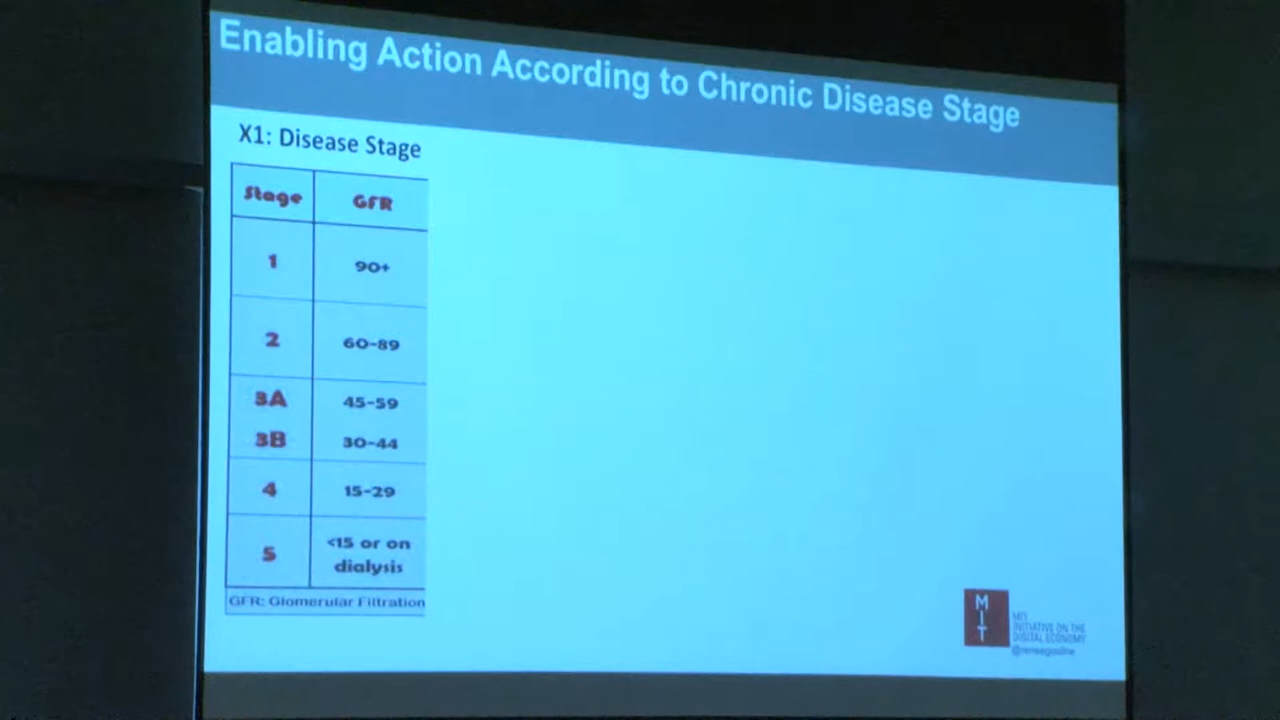 Enabling Action According to Chronic Disease Stage
X1: Disease Stage
Stage GFR
1 90+
2 60-89
3A 45-59
3B 30-44
4 15-29
5 <15 or on
dialysis
GFR: Glomerular Filtration
MIT
MIT
INITIATIVE ON THE
DIGITAL ECONOMY
@reneegosline